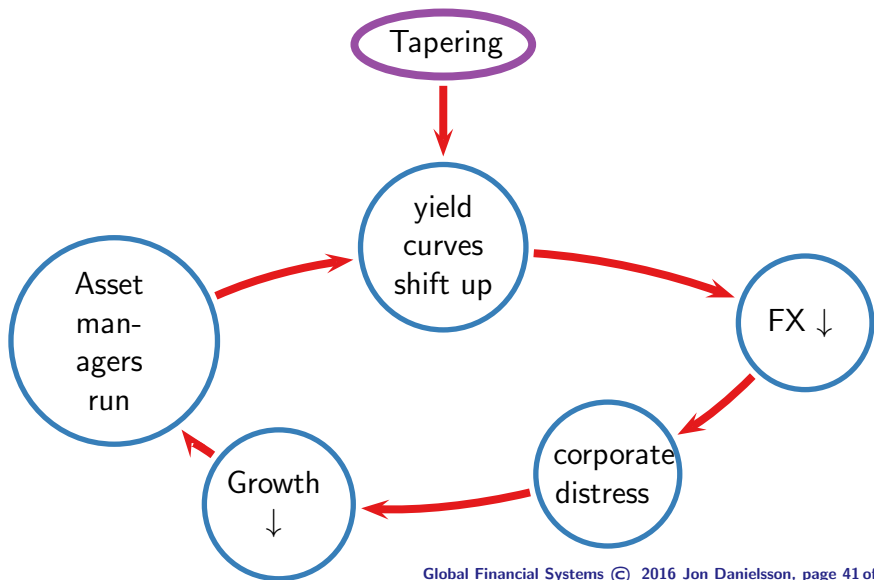 Tapering
yield
curves
shift up
FX ↓
corporate
distress
Growth
↓
Asset
man-
agers
run
Global Financial Systems © 2016 Jon Danielsson, page 41 of